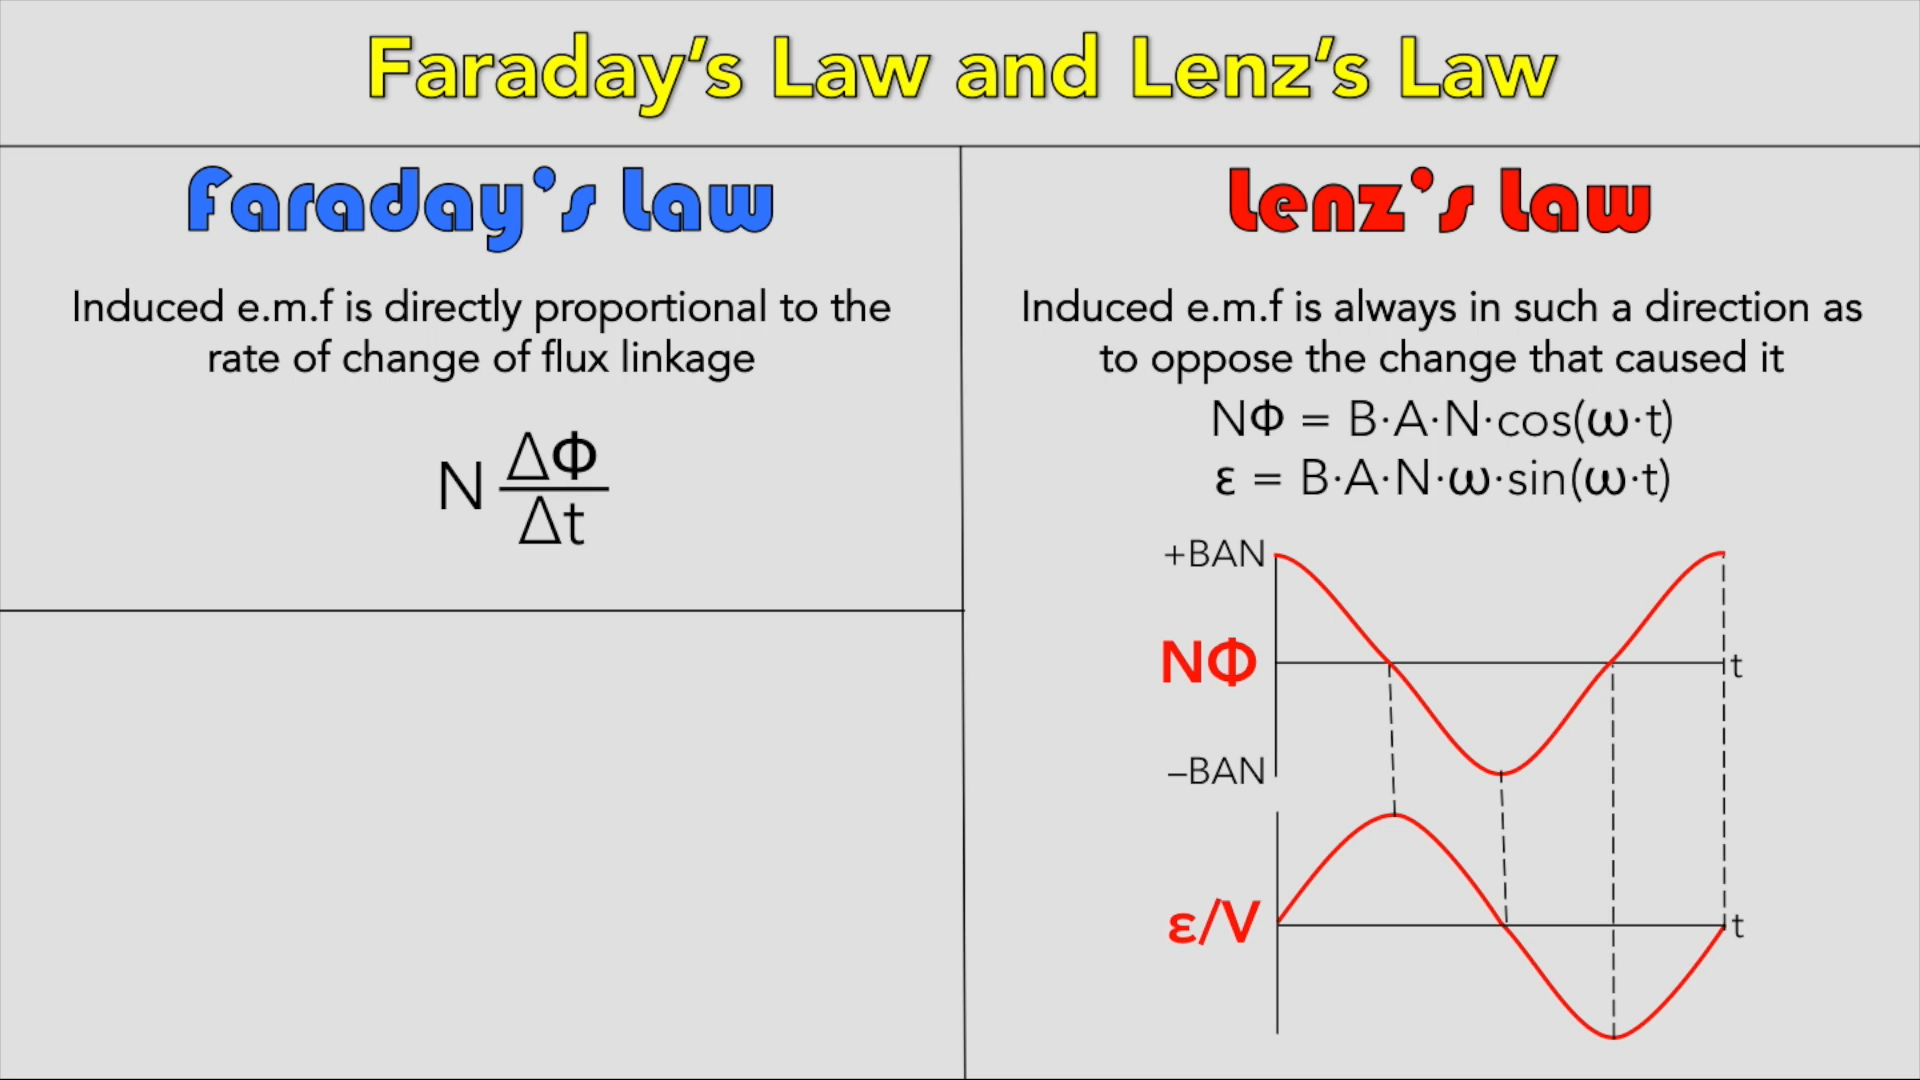 Faraday’s Law and Lenz’s Law
Faraday’s Law
Induced e.m.f is directly proportional to the
rate of change of flux linkage
N ΔΦ
Δt
Lenz’s Law
Induced e.m.f is always in such a direction as
to oppose the change that caused it
NΦ = B·A·N·cos(ω·t)
ε = B·A·N·ω·sin(ω·t)
+BAN
NΦ
t
–BAN
ε/V
t